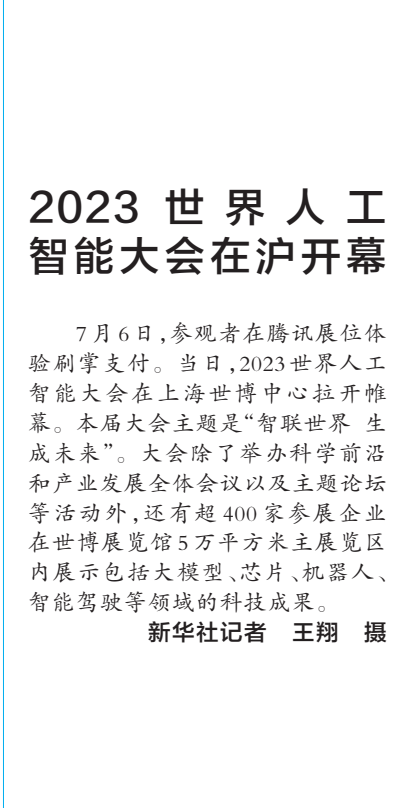 2023 世界人工
智能大会在沪开幕
7月6日,参观者在腾讯展位体
验刷掌支付。当日,2023世界人工
智能大会在上海世博中心拉开帷
幕。本届大会主题是“智联世界 生
成未来”。大会除了举办科学前沿
和产业发展全体会议以及主题论坛
等活动外,还有超400家参展企业
在世博展览馆5万平方米主展览区
内展示包括大模型、芯片、机器人、
智能驾驶等领域的科技成果。
新华社记者 王翔 摄